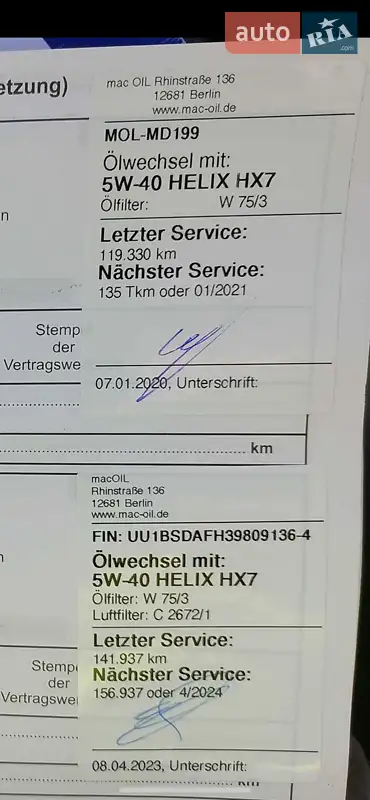 auto RIA .com
etzung)
mac OIL Rhinstraße 136
12681 Berlin
www.mac-oil.de
MOL-MD199
Ölwechsel mit:
5W-40 HELIX HX7
Ölfilter: W 75/3
n
Letzter Service:
119.330 km
Nächster Service:
135 Tkm oder 01/2021
Stemp
der
Vertragswe
07.01.2020, Unterschrift:
km
macOIL
Rhinstraße 136
12681 Berlin
www.mac-oil.de
FIN: UU1BSDAFH39809136-4
Ölwechsel mit:
5W-40 HELIX HX7
Ölfilter: W 75/3
Luftfilter: C 2672/1
Letzter Service:
141.937 km
Nächster Service:
156.937 oder 4/2024
Stemp
der
Vertragswe
08.04.2023, Unterschrift:
km